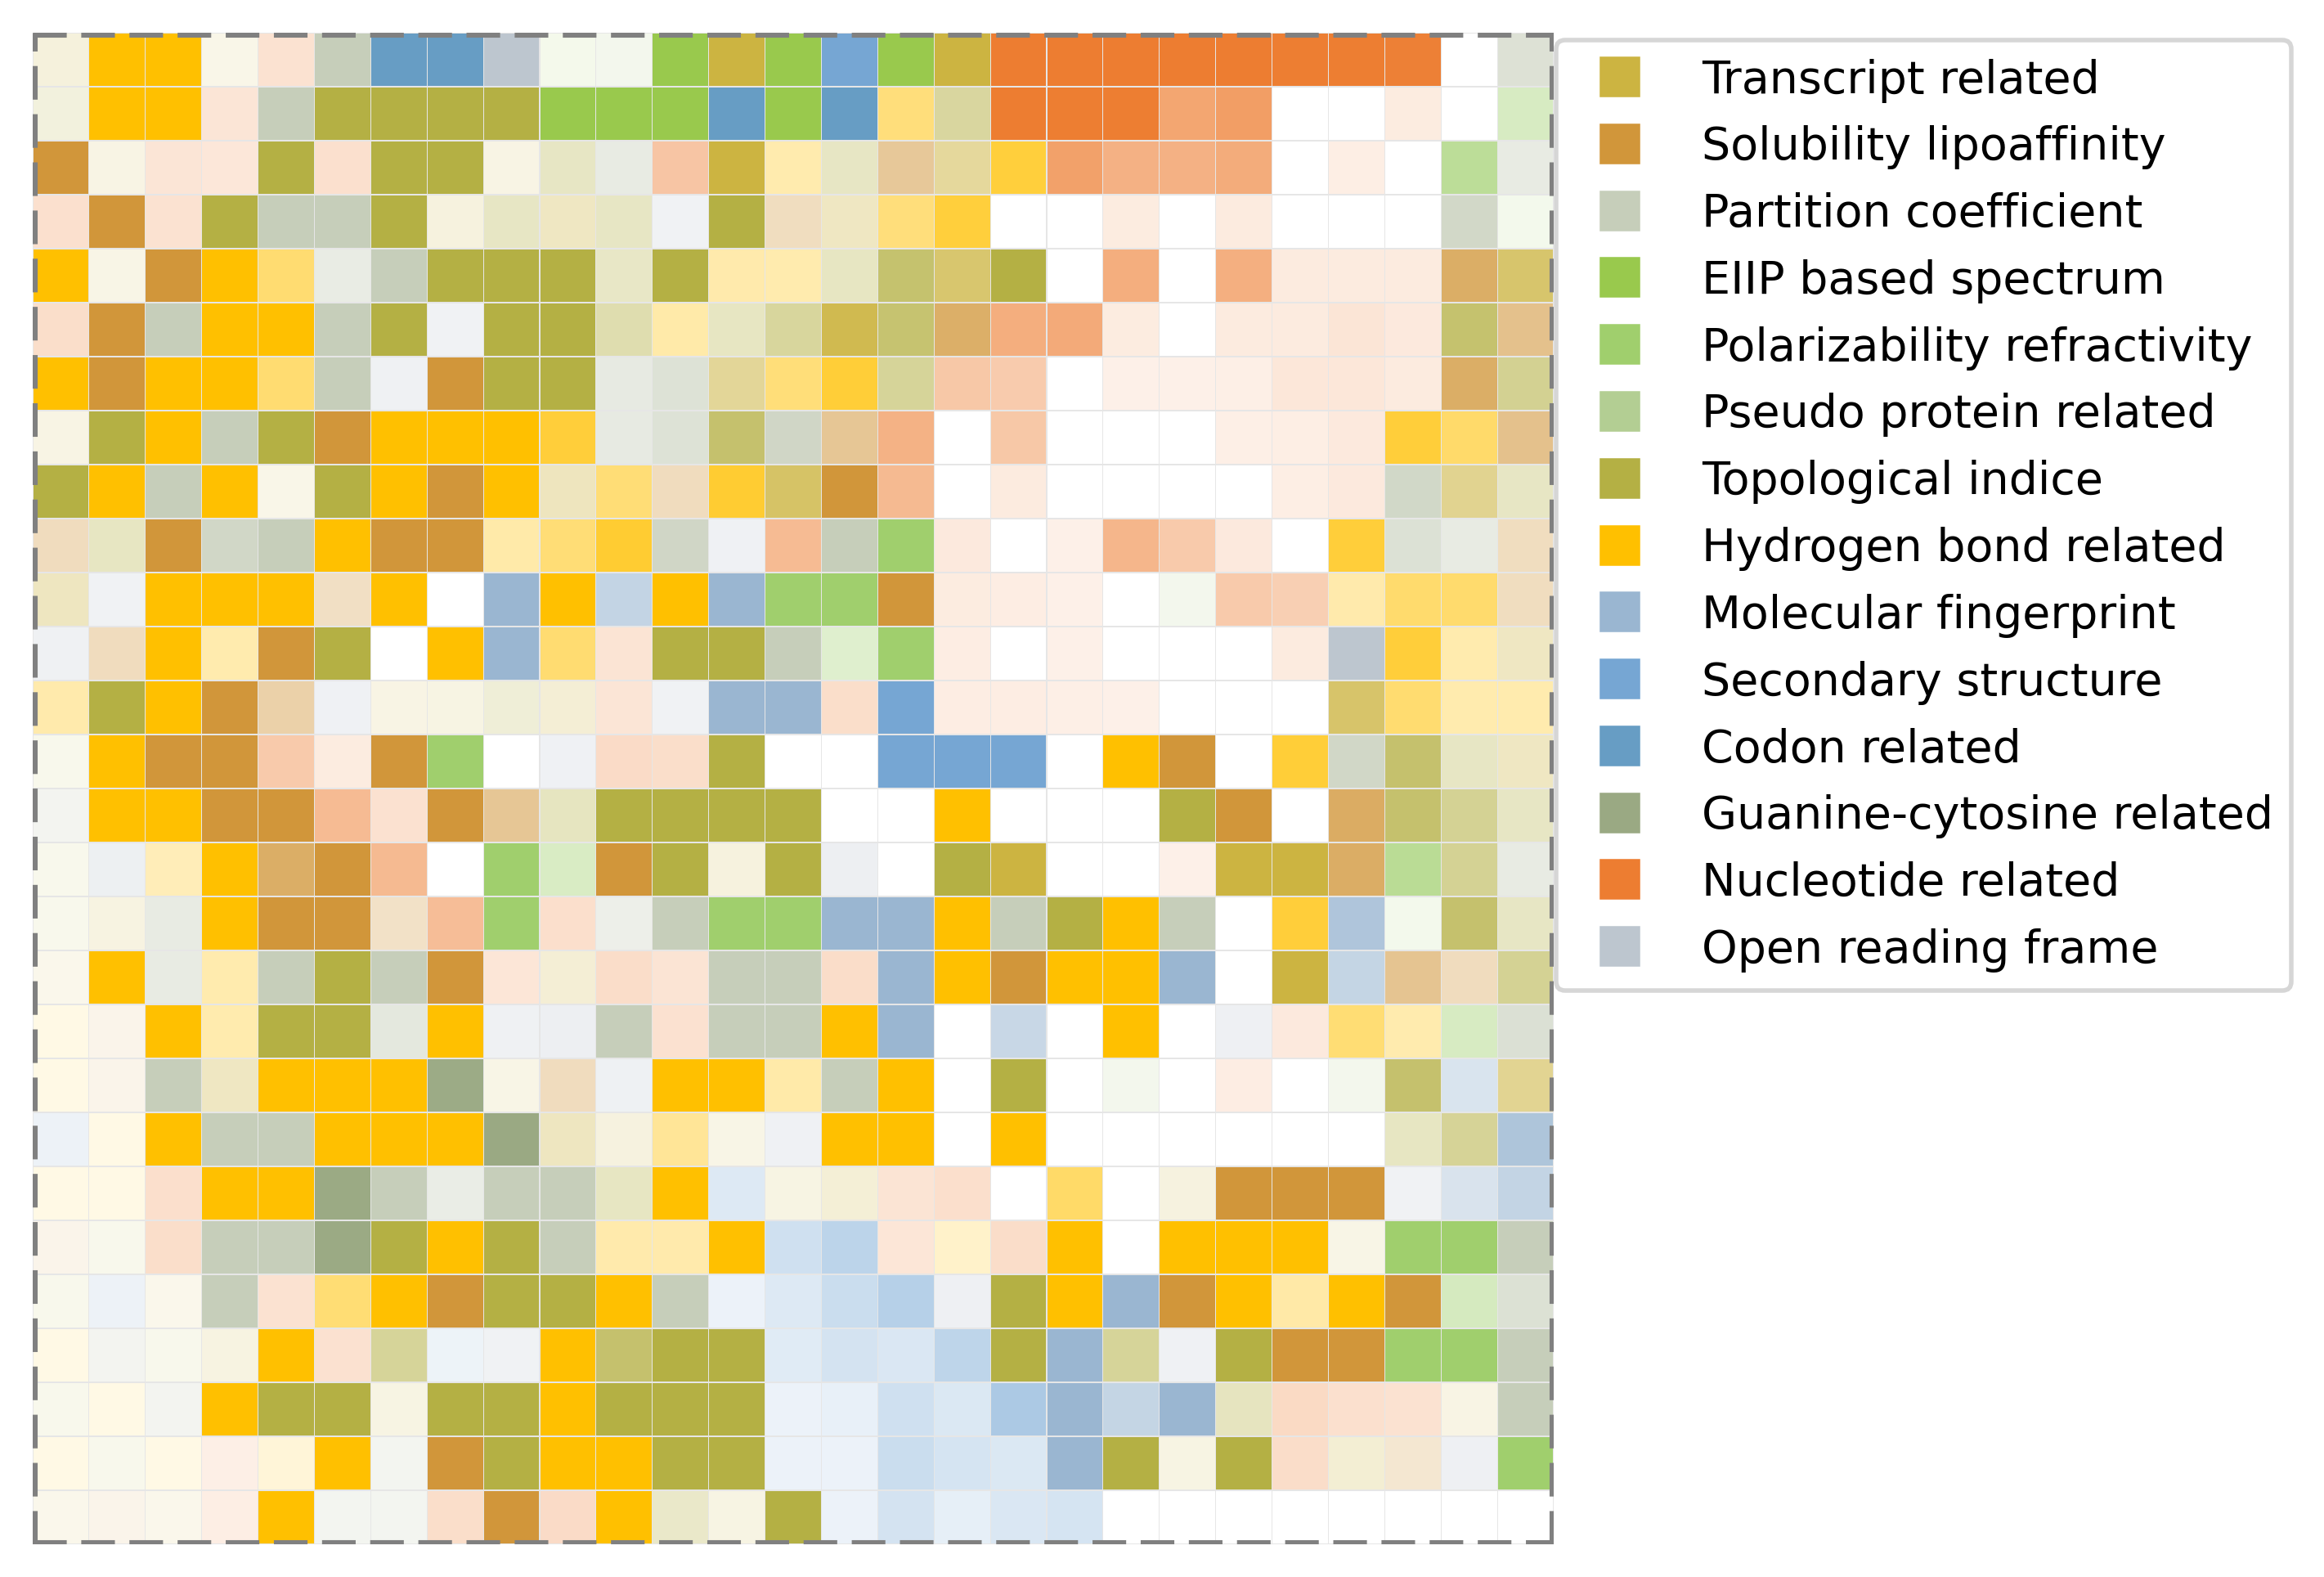 Transcript related
Solubility lipoaffinity
Partition coefficient
EIIP based spectrum
Polarizability refractivity
Pseudo protein related
Topological indice
Hydrogen bond related
Molecular fingerprint
Secondary structure
Codon related
Guanine-cytosine related
Nucleotide related
Open reading frame